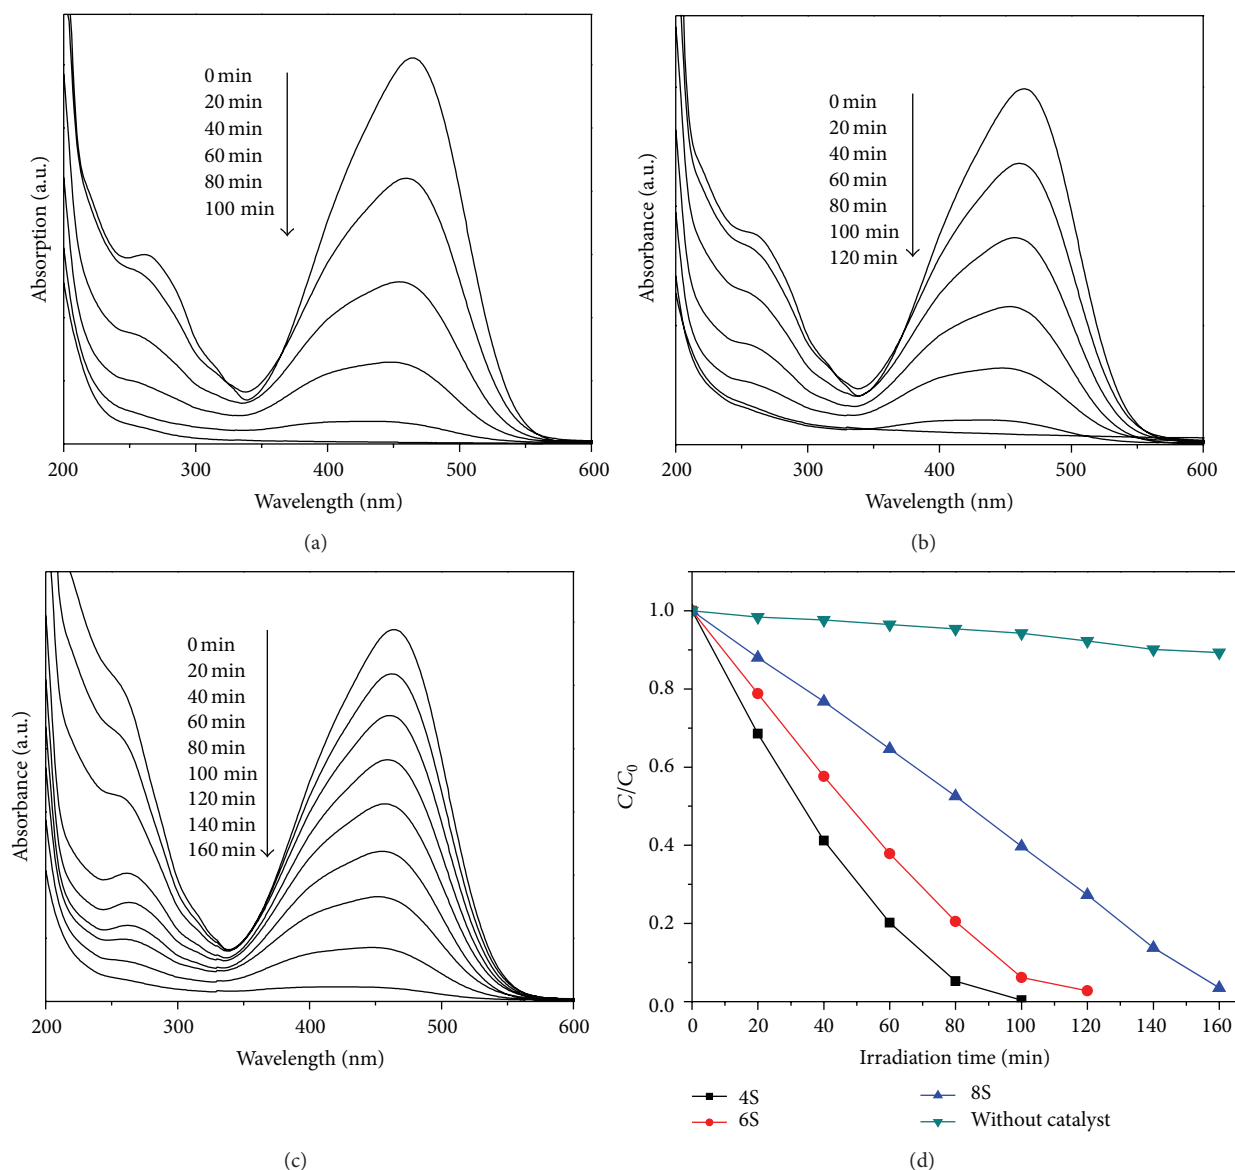 0 min
20 min
40 min
60 min
80 min
100 min
Absorption (a.u.)
200
300
400
500
600
Wavelength (nm)
(a)
0 min
20 min
40 min
60 min
80 min
100 min
120 min
Absorbance (a.u.)
200
300
400
500
600
Wavelength (nm)
(b)
0 min
20 min
40 min
60 min
80 min
100 min
120 min
140 min
160 min
Absorbance (a.u.)
200
300
400
500
600
Wavelength (nm)
(c)
1.0
0.8
0.6
0.4
0.2
0.0
C/C0
0
20
40
60
80
100
120
140
160
Irradiation time (min)
4S
6S
8S
Without catalyst
(d)